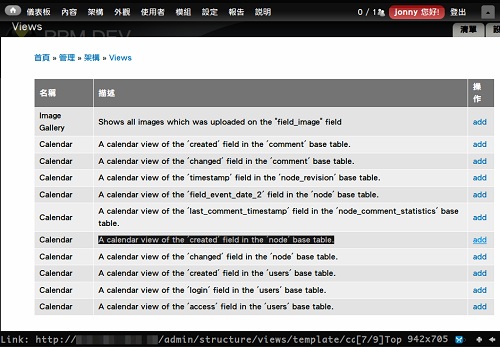 儀表板 內容 架構 外觀 使用者 模組 設定 報告 說明 0 / 1 jonny 您好! 登出
Views
清單
首頁 » 管理 » 架構 » Views
名稱 描述 操作
Image Gallery Shows all images which was uploaded on the "field_image" field add
Calendar A calendar view of the ´created´ field in the ´comment´ base table. add
Calendar A calendar view of the ´changed´ field in the ´comment´ base table. add
Calendar A calendar view of the ´timestamp´ field in the ´node_revision´ base table. add
Calendar A calendar view of the ´field_event_date_2´ field in the ´node´ base table. add
Calendar A calendar view of the ´last_comment_timestamp´ field in the ´node_comment_statistics´ base table. add
Calendar A calendar view of the ´created´ field in the ´node´ base table. add
Calendar A calendar view of the ´changed´ field in the ´node´ base table. add
Calendar A calendar view of the ´created´ field in the ´users´ base table. add
Calendar A calendar view of the ´login´ field in the ´users´ base table. add
Calendar A calendar view of the ´access´ field in the ´users´ base table. add
Link: http:// /admin/structure/views/template/cc[7/9]Top 942x705